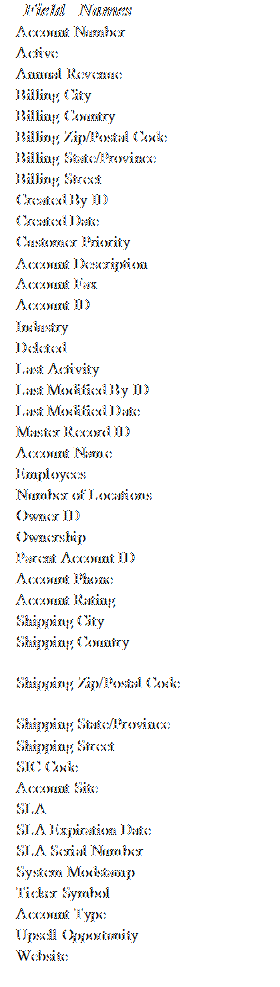 Field Names
Account Number
Active
Annual Revenue
Billing City
Billing Country
Billing Zip/Postal Code
Billing State/Province
Billing Street
Created By ID
Created Date
Customer Priority
Account Description
Account Fax
Account ID
Industry
Deleted
Last Activity
Last Modified By ID
Last Modified Date
Master Record ID
Account Name
Employees
Number of Locations
Owner ID
Ownership
Parent Account ID
Account Phone
Account Rating
Shipping City
Shipping Country
Shipping Zip/Postal Code
Shipping State/Province
Shipping Street
SIC Code
Account Site
SLA
SLA Expiration Date
SLA Serial Number
System Modstamp
Ticker Symbol
Account Type
Upsell Opportunity
Website